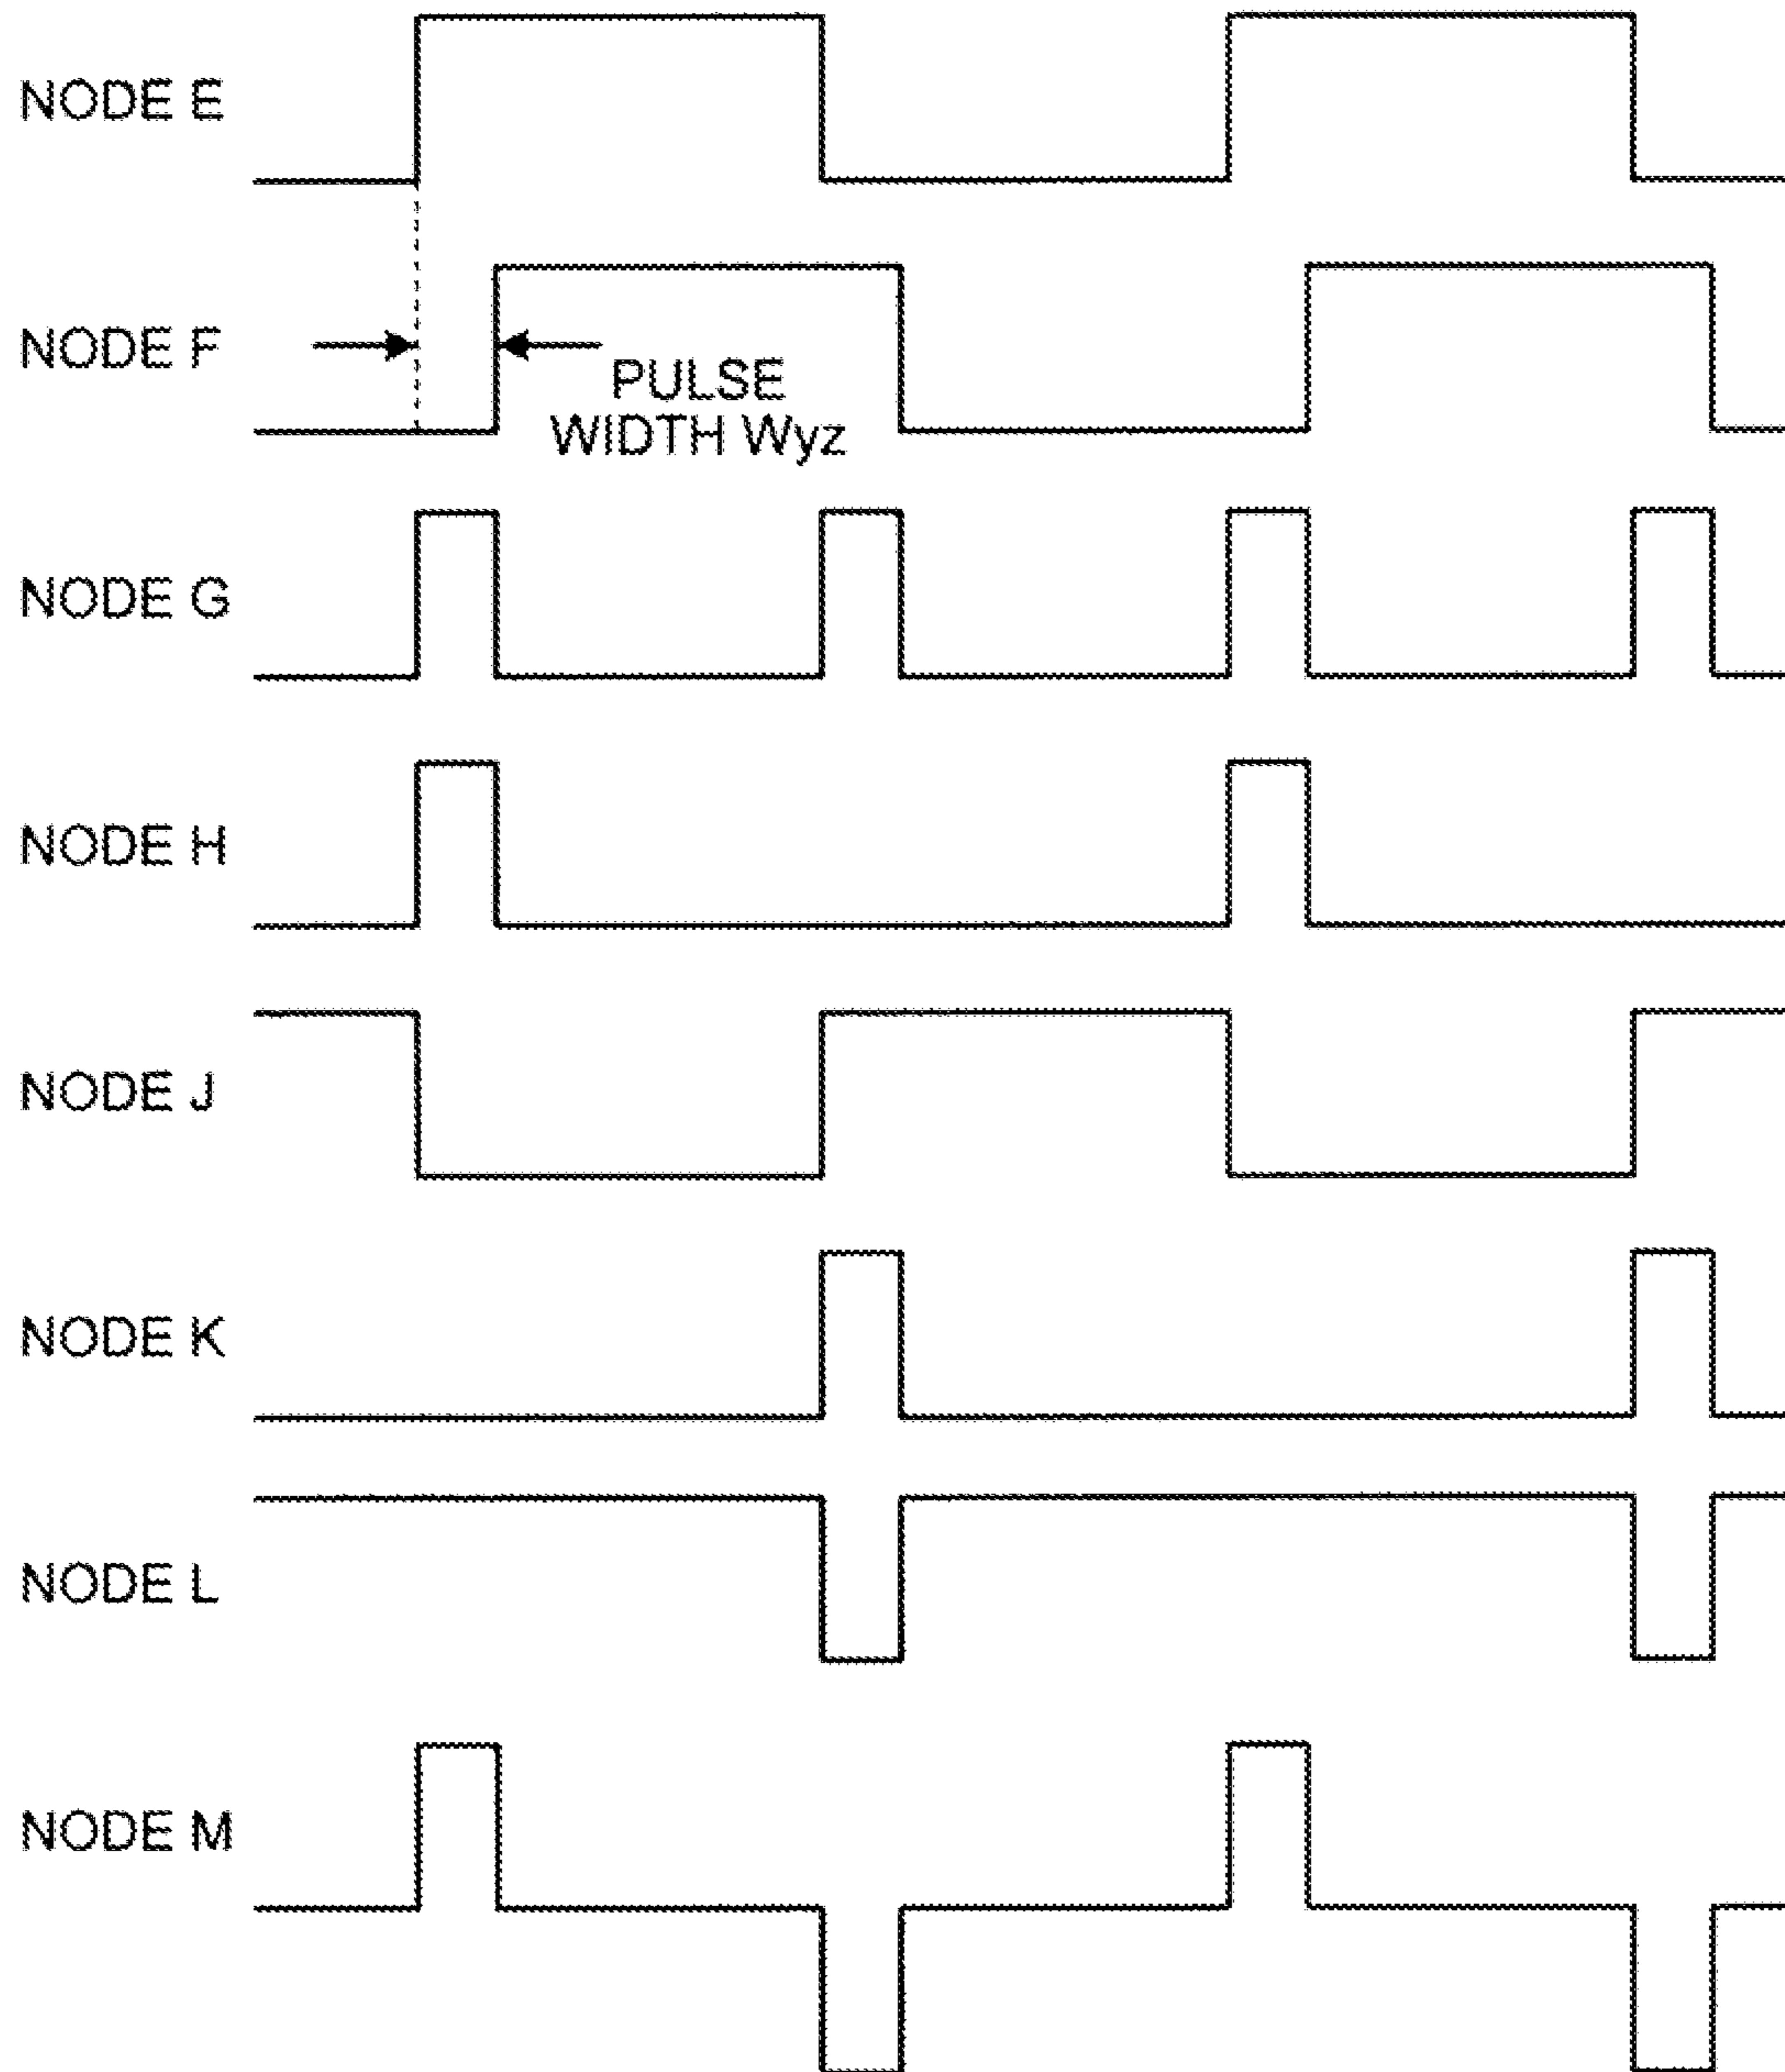 NODE E
NODE F
PULSE
WIDTH Wyz
NODE G
NODE H
NODE J
NODE K
NODE L
NODE M